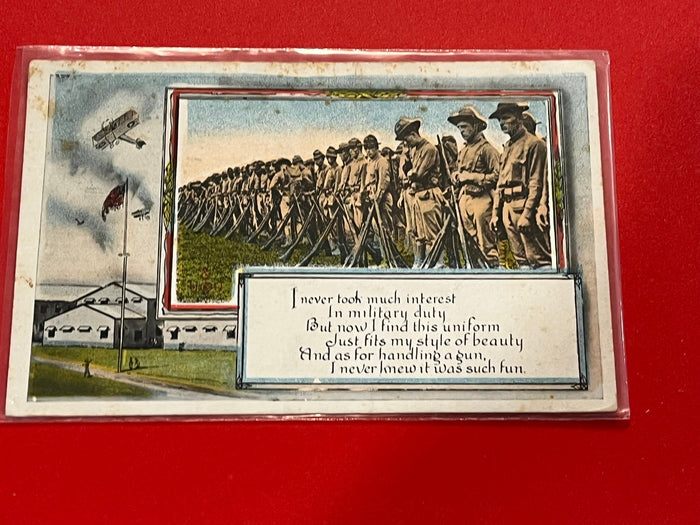 I never took much interest
In military duty
But now I find this uniform
Just fits my style of beauty
And as for handling a gun,
I never knew it was such fun.